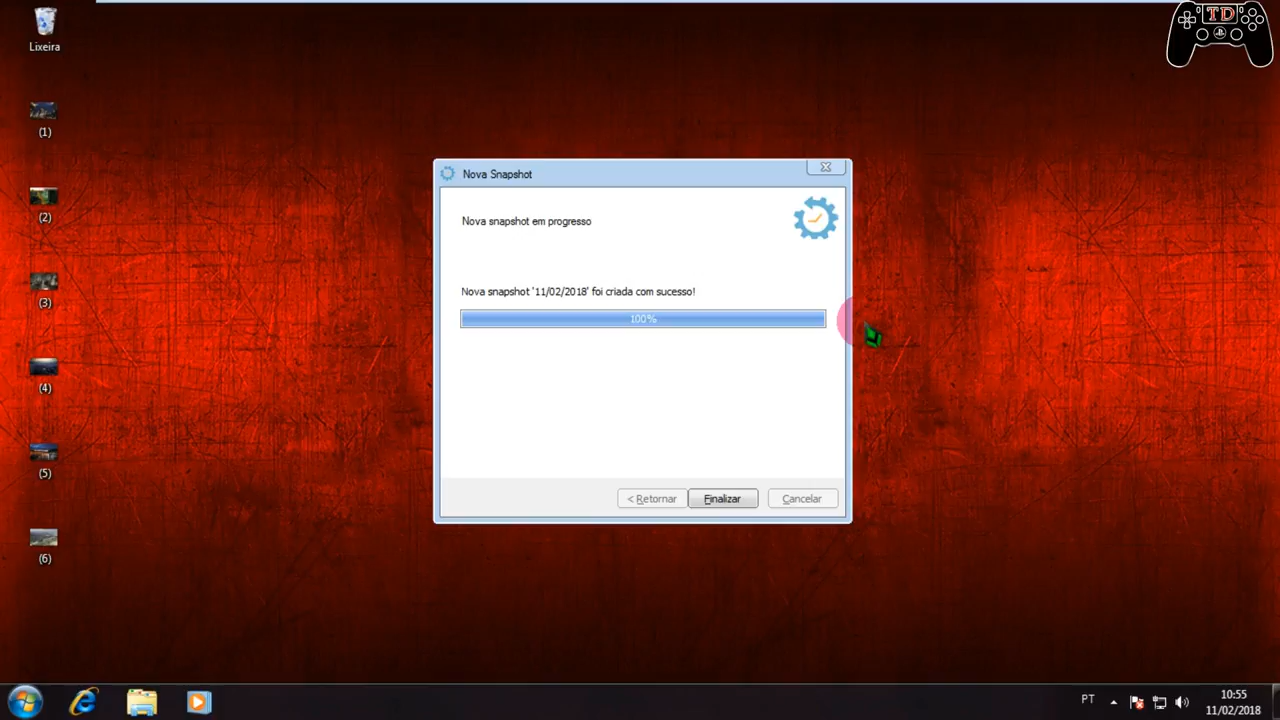 TD
Lixeira
(1)
(2)
(3)
(4)
(5)
(6)
Nova Snapshot
Nova snapshot em progresso
Nova snapshot '11/02/2018' foi criada com sucesso!
100%
< Retornar
Finalizar
Cancelar
PT
10:55
11/02/2018